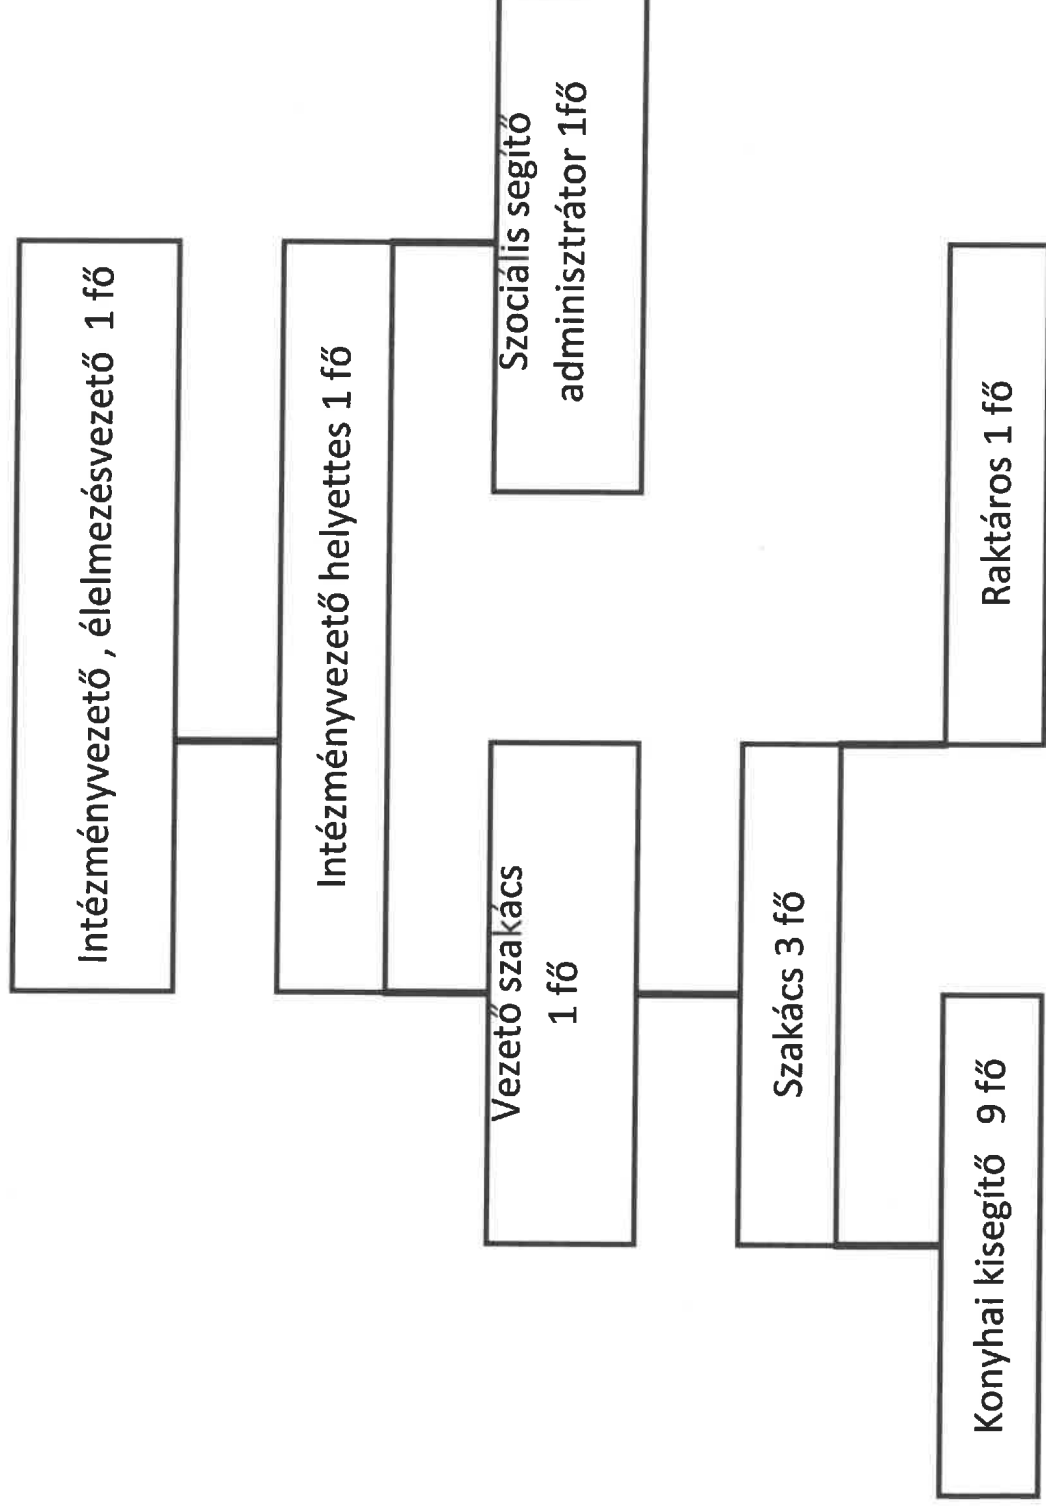 Intézményvezető , élelmezésvezető 1 fő
Intézményvezető helyettes 1 fő
Vezető szakács
1 fő
Szociális segítő
adminisztrátor 1fő
Szakács 3 fő
Konyhai kisegítő 9 fő
Raktáros 1 fő